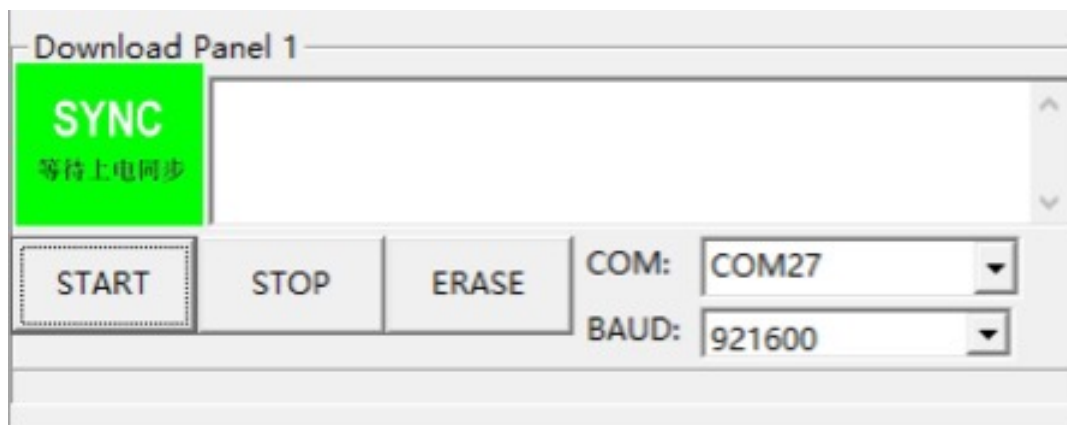 Download Panel 1
SYNC
等待上电同步
START
STOP
ERASE
COM:
COM27
BAUD:
921600